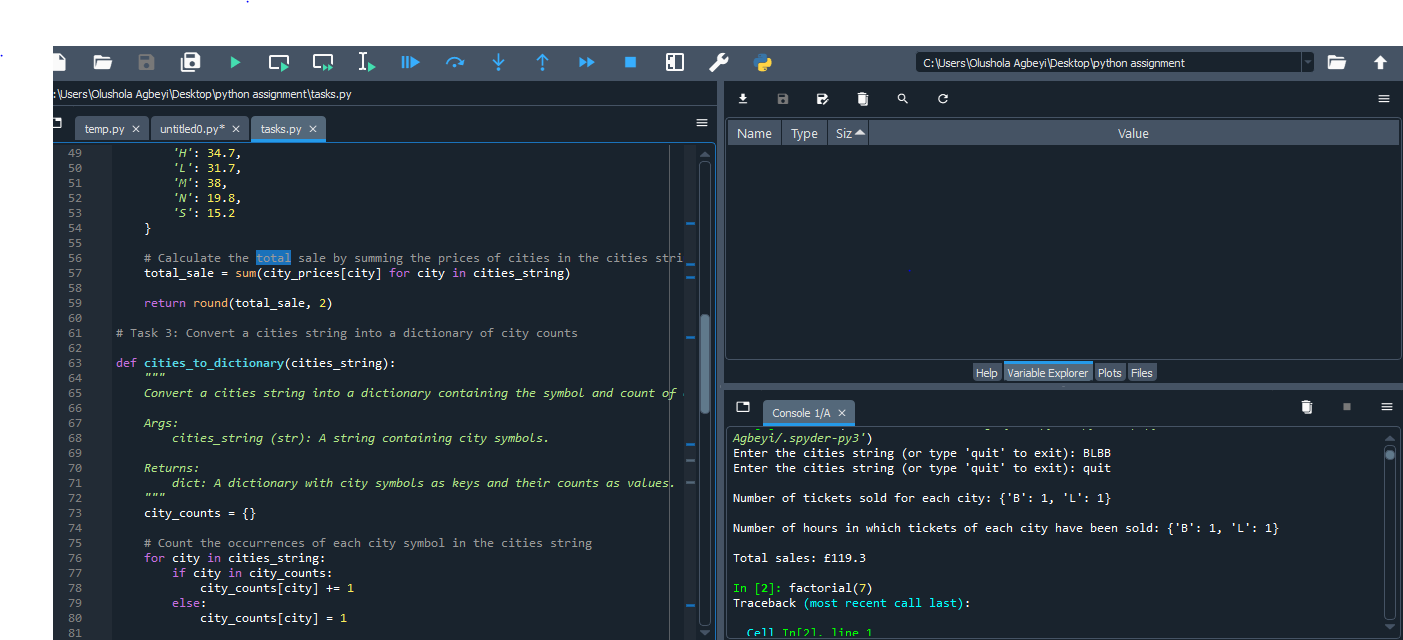 C:\Users\Olushola Agbeyi\Desktop\python assignment
:\Users\Olushola Agbeyi\Desktop\python assignment\tasks.py
temp.py
untitled0.py*
tasks.py
49 'H': 34.7,
50 'L': 31.7,
51 'M': 38,
52 'N': 19.8,
53 'S': 15.2
54 }
55
56 # Calculate the total sale by summing the prices of cities in the cities stri
57 total_sale = sum(city_prices[city] for city in cities_string)
58
59 return round(total_sale, 2)
60
61 # Task 3: Convert a cities string into a dictionary of city counts
62
63 def cities_to_dictionary(cities_string):
64 """
65 Convert a cities string into a dictionary containing the symbol and count of
66
67 Args:
68 cities_string (str): A string containing city symbols.
69
70 Returns:
71 dict: A dictionary with city symbols as keys and their counts as values.
72 """
73 city_counts = {}
74
75 # Count the occurrences of each city symbol in the cities string
76 for city in cities_string:
77 if city in city_counts:
78 city_counts[city] += 1
79 else:
80 city_counts[city] = 1
81
Name Type Siz Value
Help Variable Explorer Plots Files
Console 1/A
Agbeyi/.spyder-py3')
Enter the cities string (or type 'quit' to exit): BLBB
Enter the cities string (or type 'quit' to exit): quit
Number of tickets sold for each city: {'B': 1, 'L': 1}
Number of hours in which tickets of each city have been sold: {'B': 1, 'L': 1}
Total sales: £119.3
In [2]: factorial(7)
Traceback (most recent call last):
Cell In[2], line 1